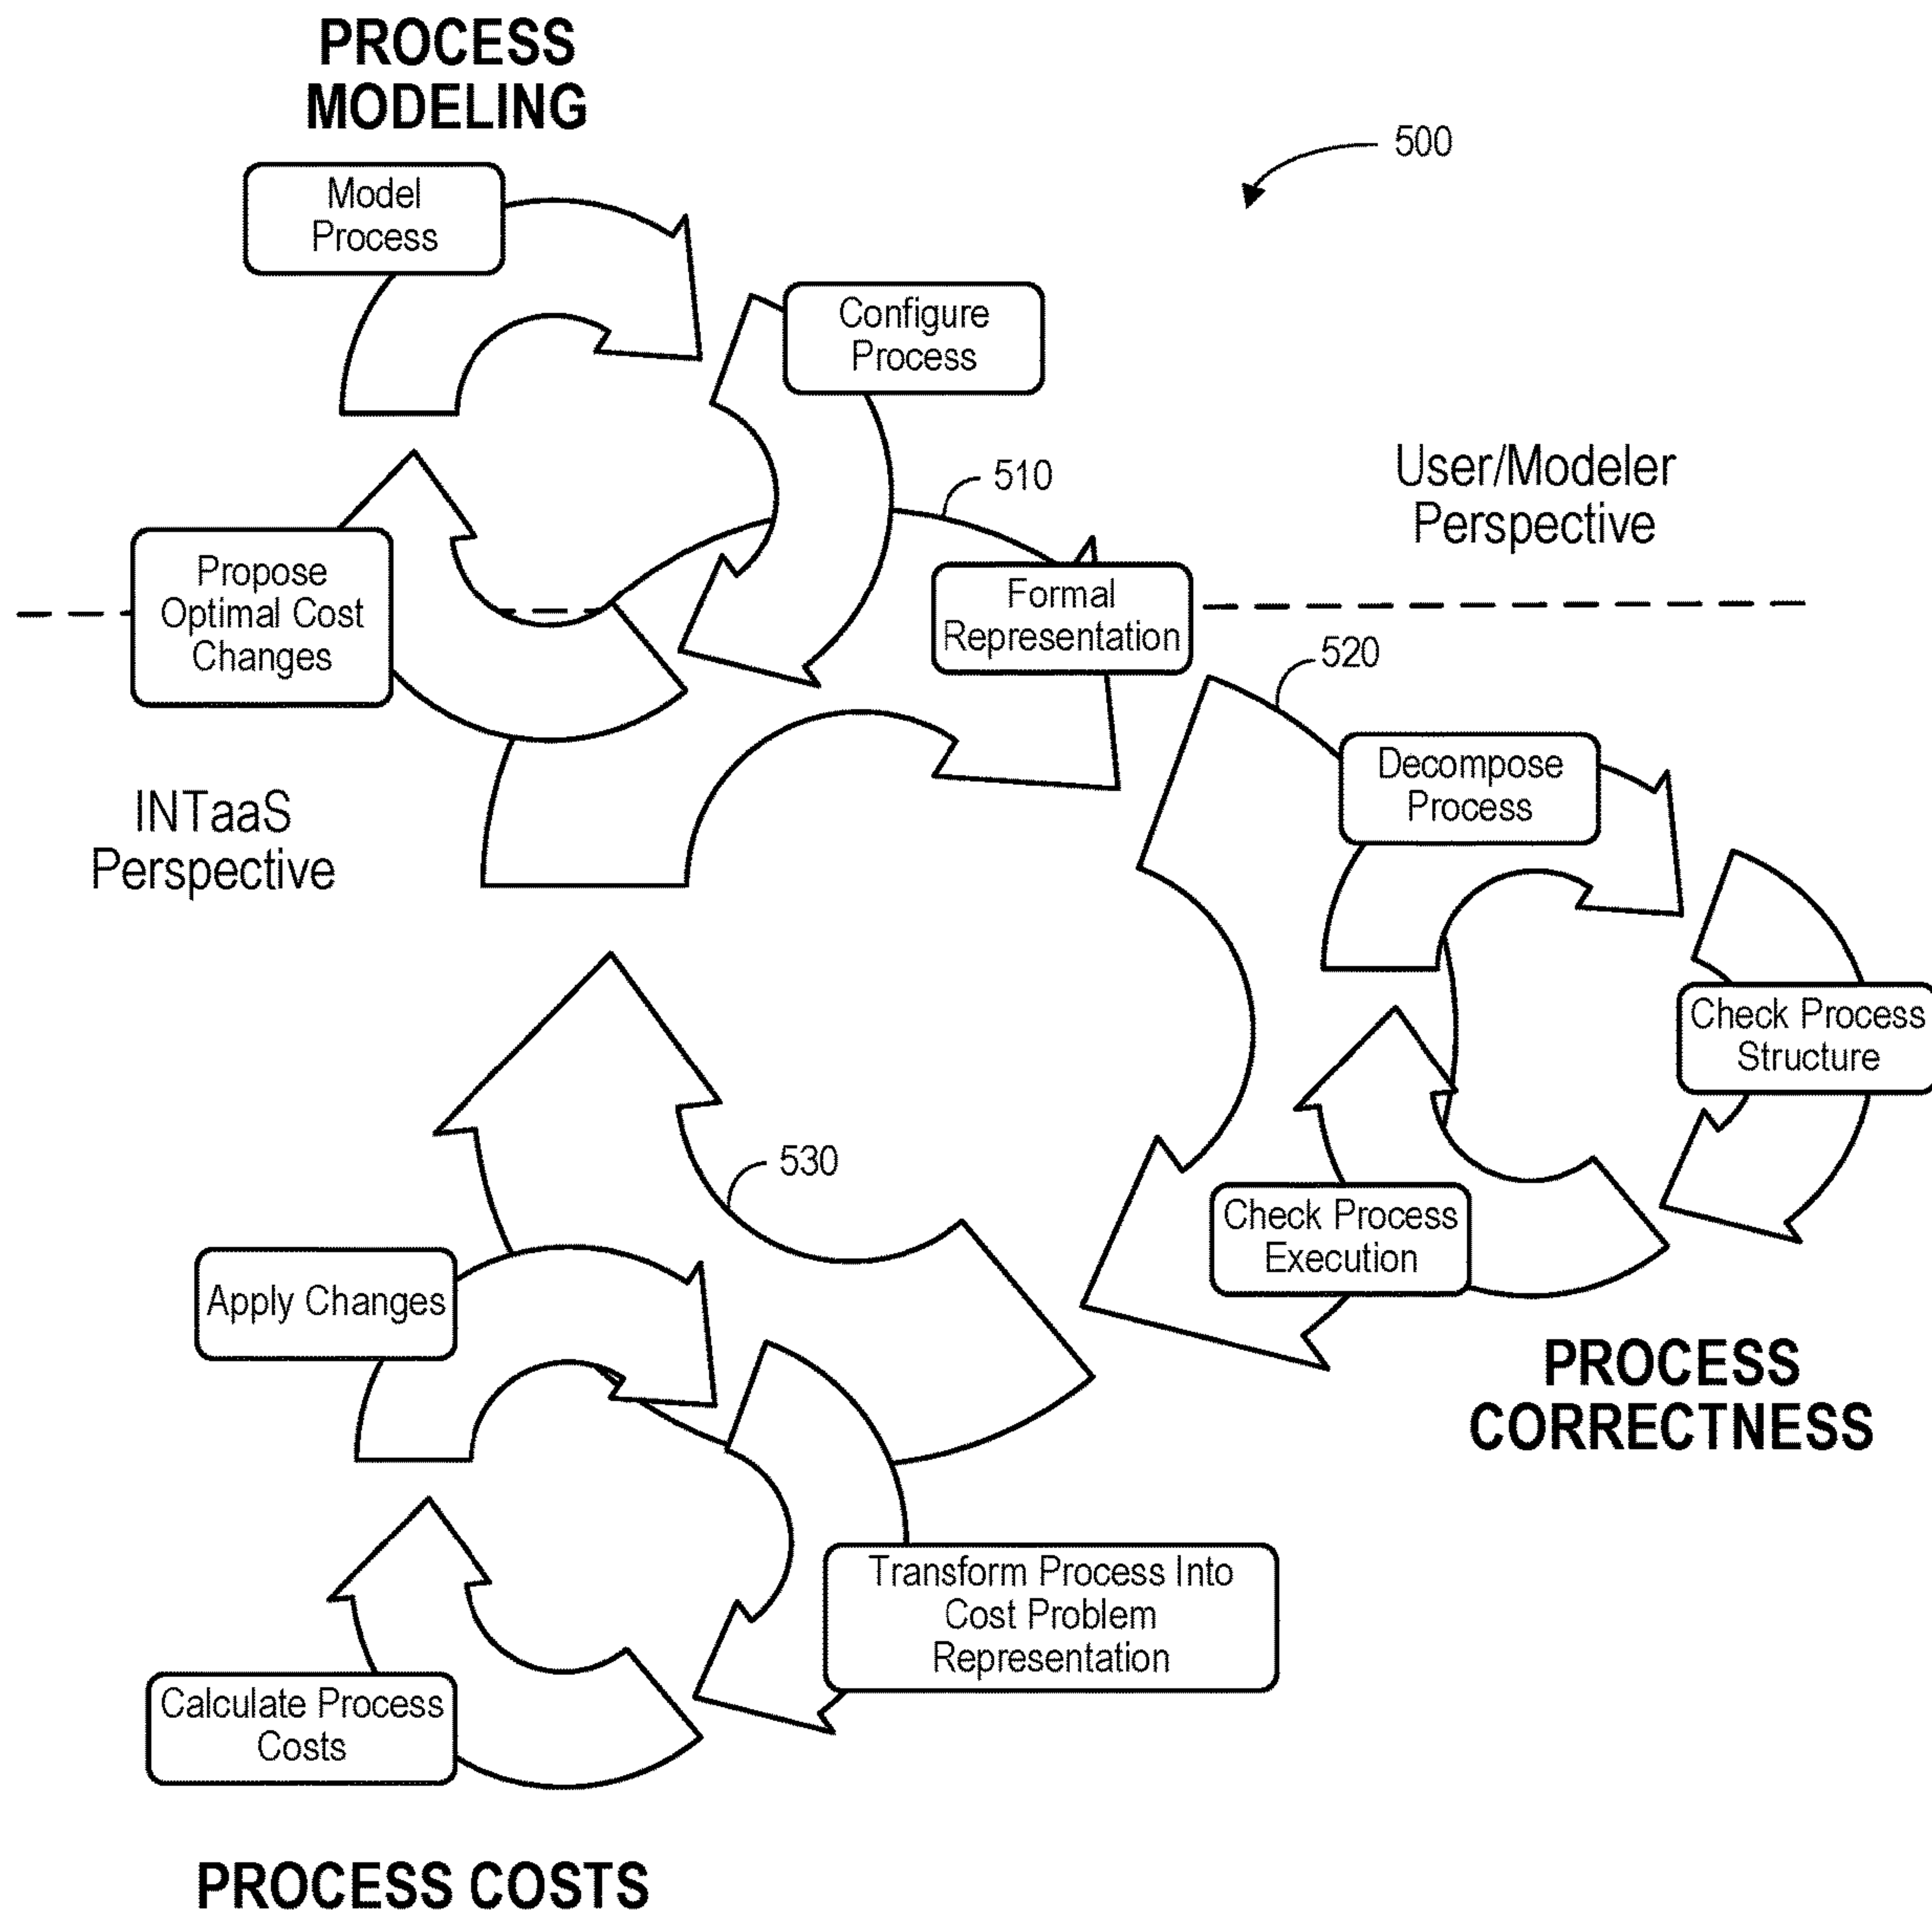 PROCESS
MODELING
500
Model
Process
Configure
Process
510
User/Modeler
Perspective
Propose
Optimal Cost
Changes
Formal
Representation
520
Decompose
Process
INTaaS
Perspective
Check Process
Structure
530
Check Process
Execution
Apply Changes
PROCESS
CORRECTNESS
Transform Process Into
Cost Problem
Representation
Calculate Process
Costs
PROCESS COSTS